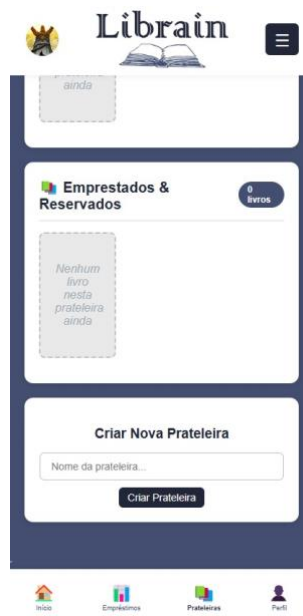 Librain
ainda
Emprestados &
Reservados
0
livros
Nenhum
livro
nesta
prateleira
ainda
Criar Nova Prateleira
Nome da prateleira...
Criar Prateleira
Início
Empréstimos
Prateleiras
Perfil